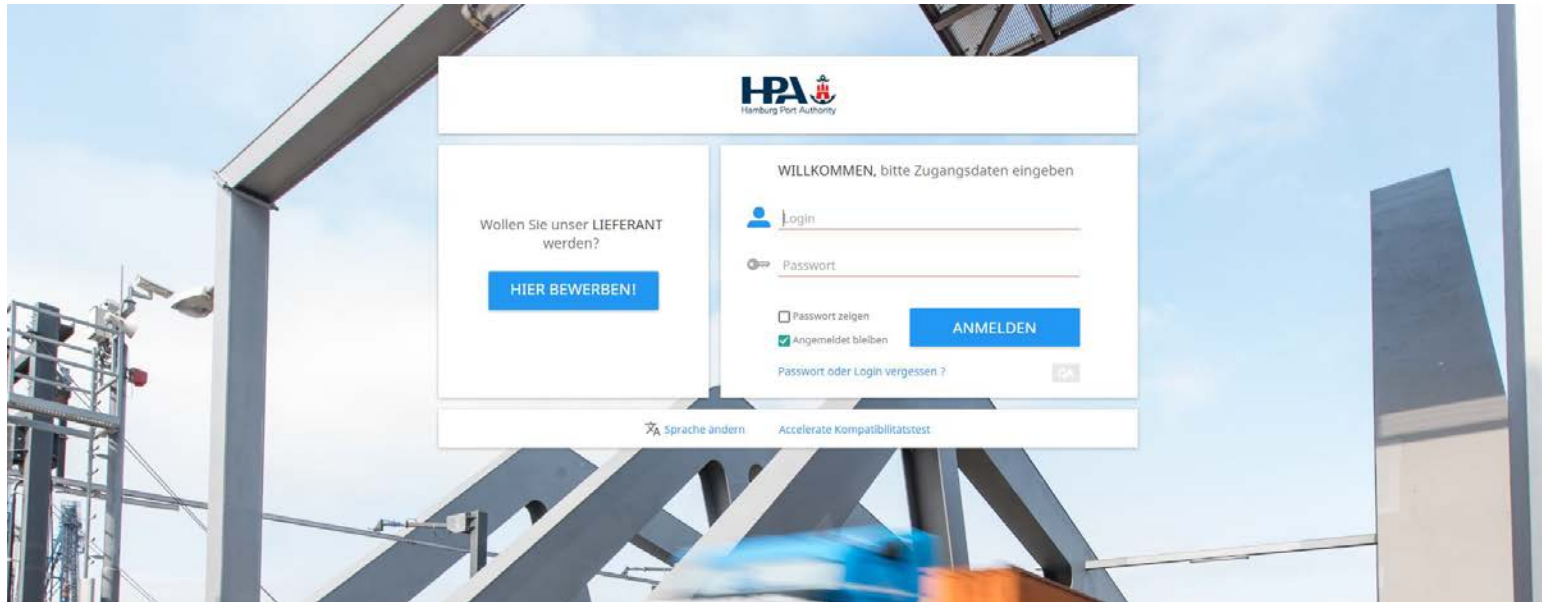 HPA
Hamburg Port Authority
Wollen Sie unser LIEFERANT
werden?
HIER BEWERBEN!
WILLKOMMEN, bitte Zugangsdaten eingeben
Login
Passwort
Passwort zeigen
Angemeldet bleiben
ANMELDEN
Passwort oder Login vergessen ?
GA
Sprache ändern
Accelerate Kompatibilitätstest